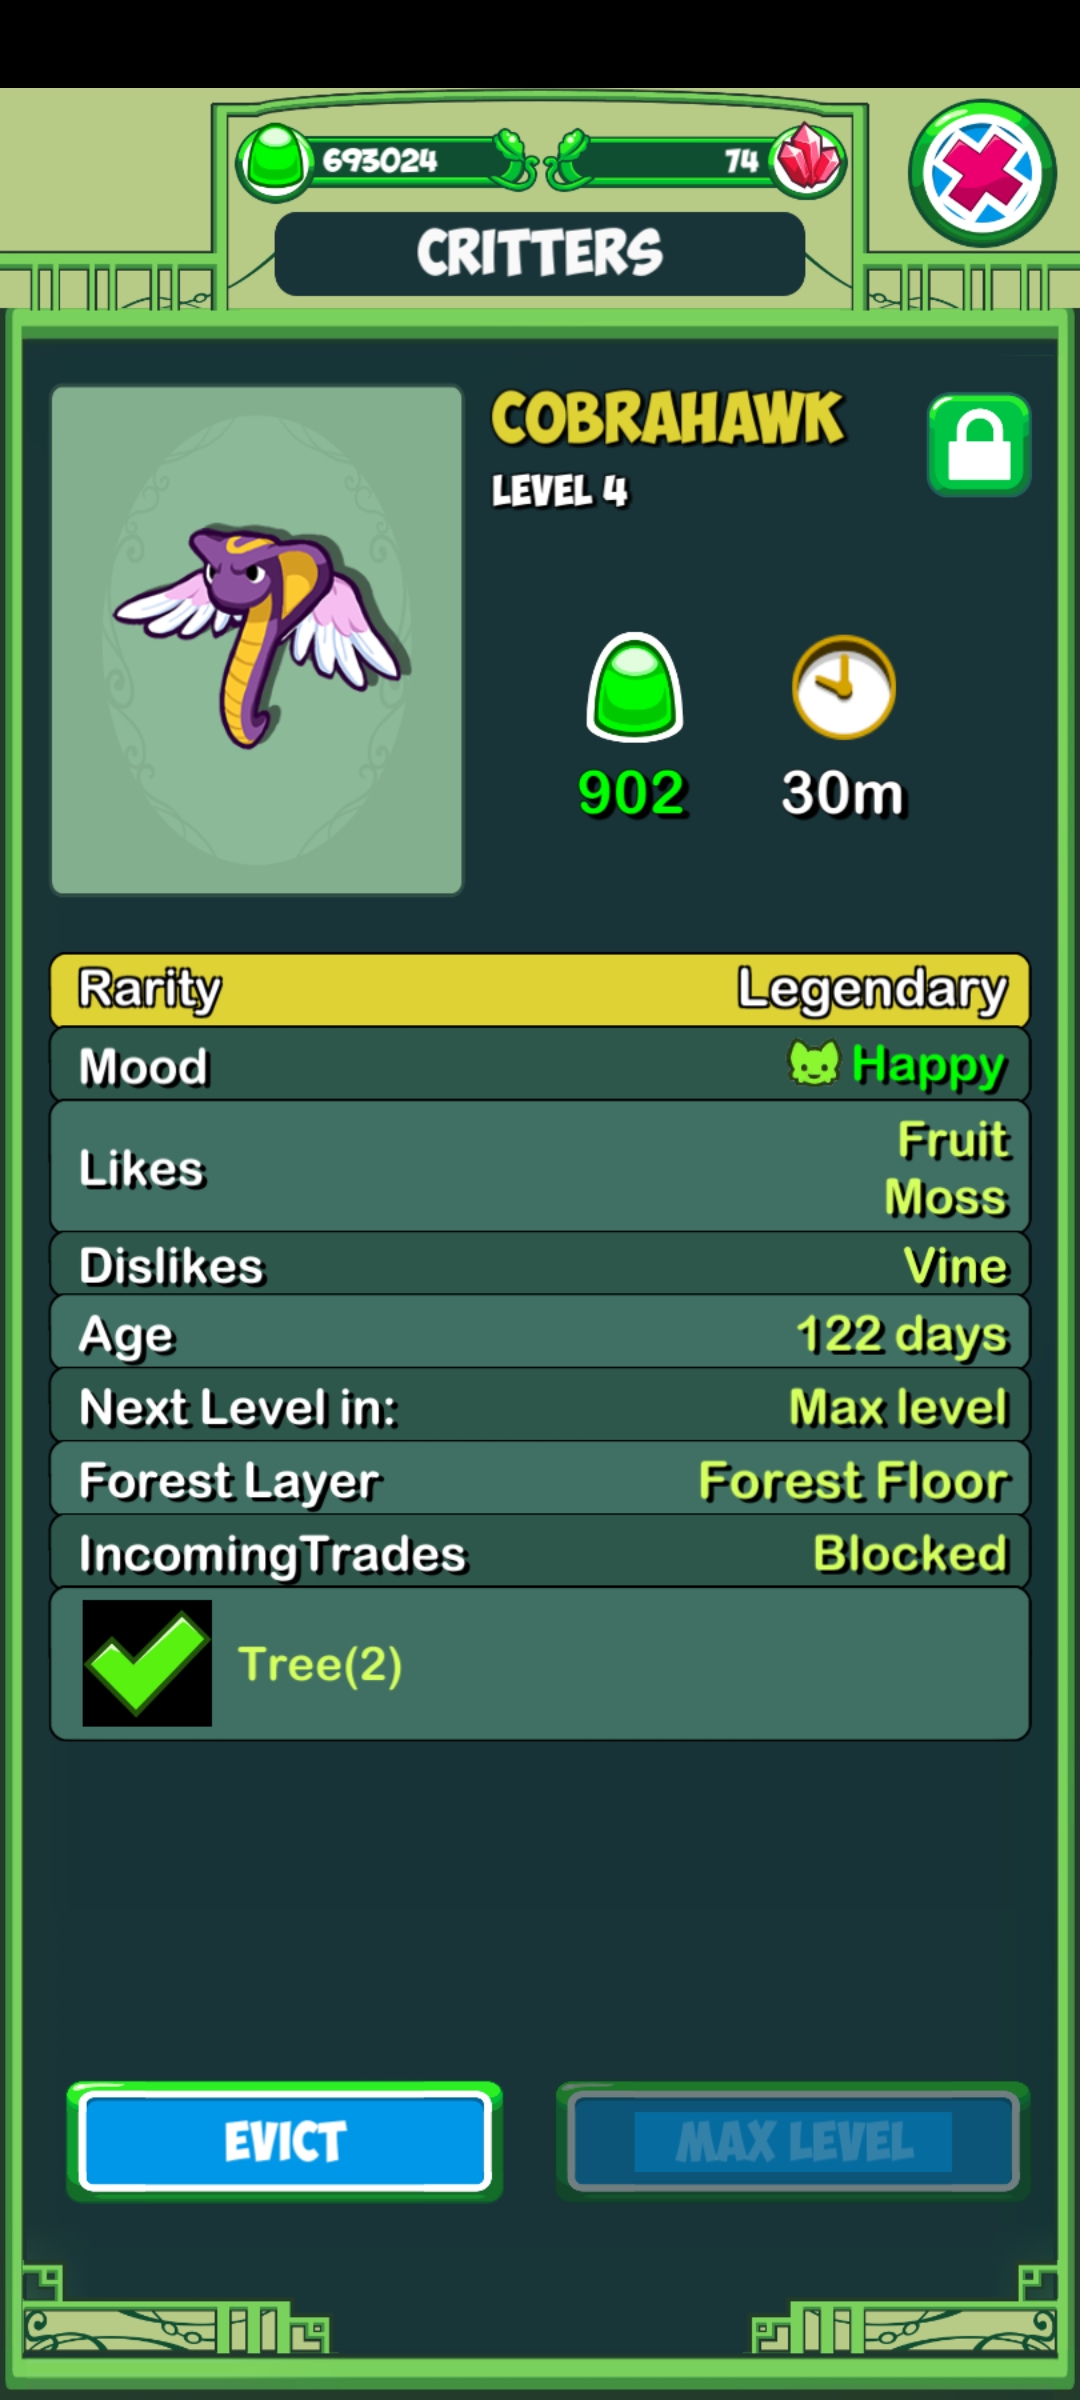 693024
74
CRITTERS
COBRAHAWK
LEVEL 4
902
30m
Rarity Legendary
Mood Happy
Likes Fruit
Moss
Dislikes Vine
Age 122 days
Next Level in: Max level
Forest Layer Forest Floor
IncomingTrades Blocked
Tree(2)
EVICT
MAX LEVEL